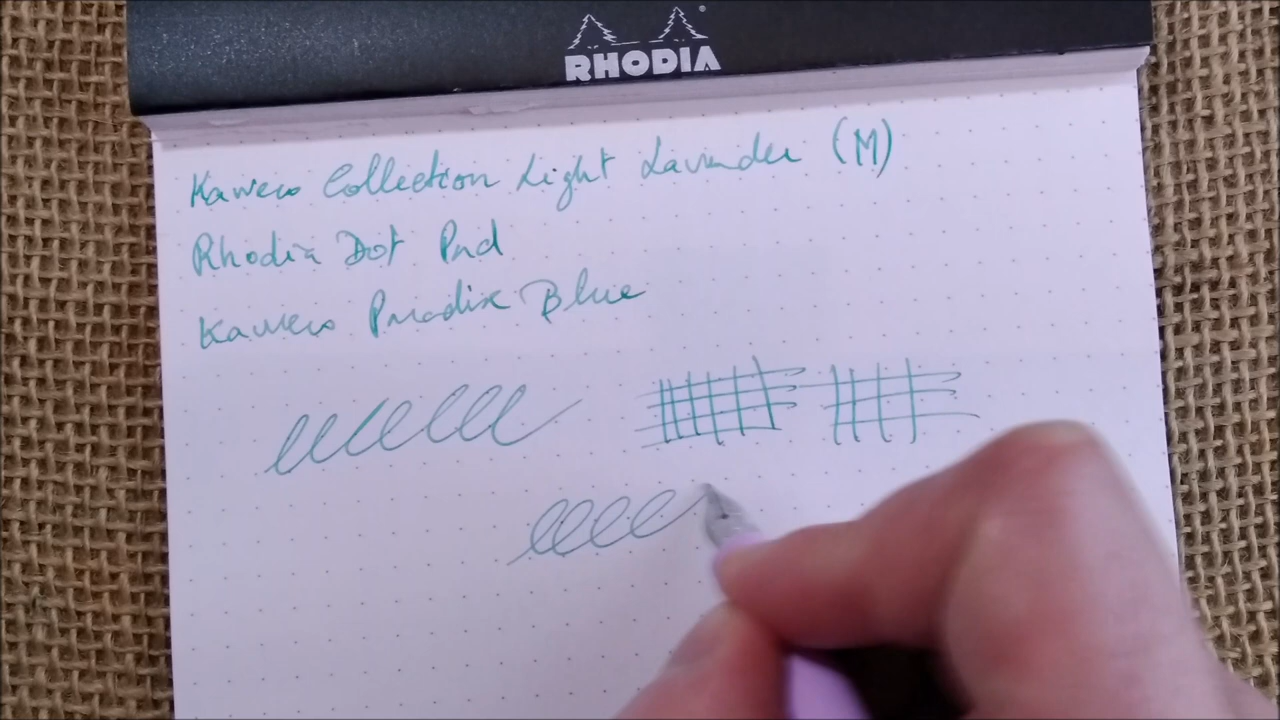 RHODIA
Kaweco Collection Light Lavender (M)
Rhodia Dot Pad
Kaweco Paradise Blue